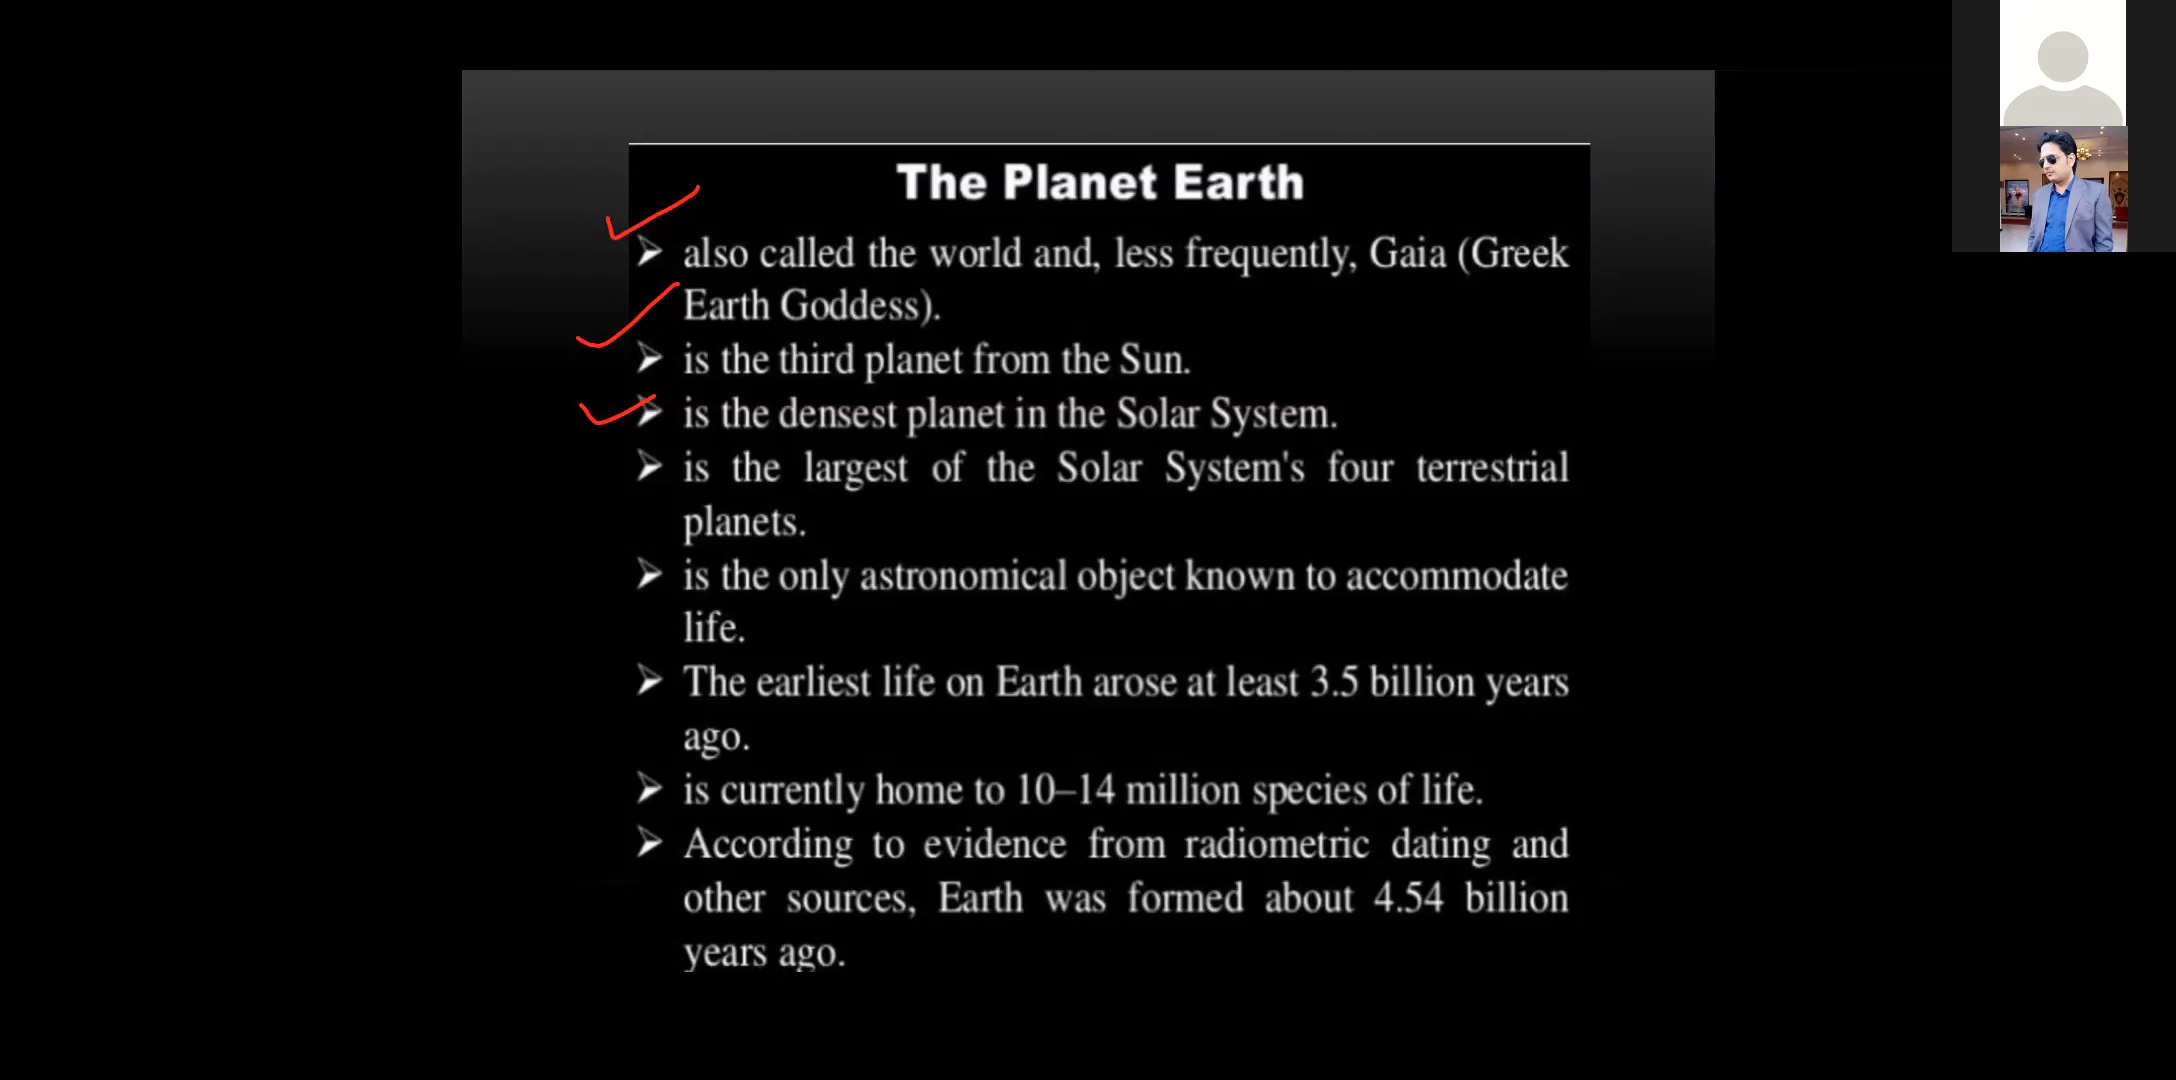 The Planet Earth
➤ also called the world and, less frequently, Gaia (Greek
Earth Goddess).
➤ is the third planet from the Sun.
➤ is the densest planet in the Solar System.
➤ is the largest of the Solar System's four terrestrial
planets.
➤ is the only astronomical object known to accommodate
life.
➤ The earliest life on Earth arose at least 3.5 billion years
ago.
➤ is currently home to 10–14 million species of life.
➤ According to evidence from radiometric dating and
other sources, Earth was formed about 4.54 billion
years ago.